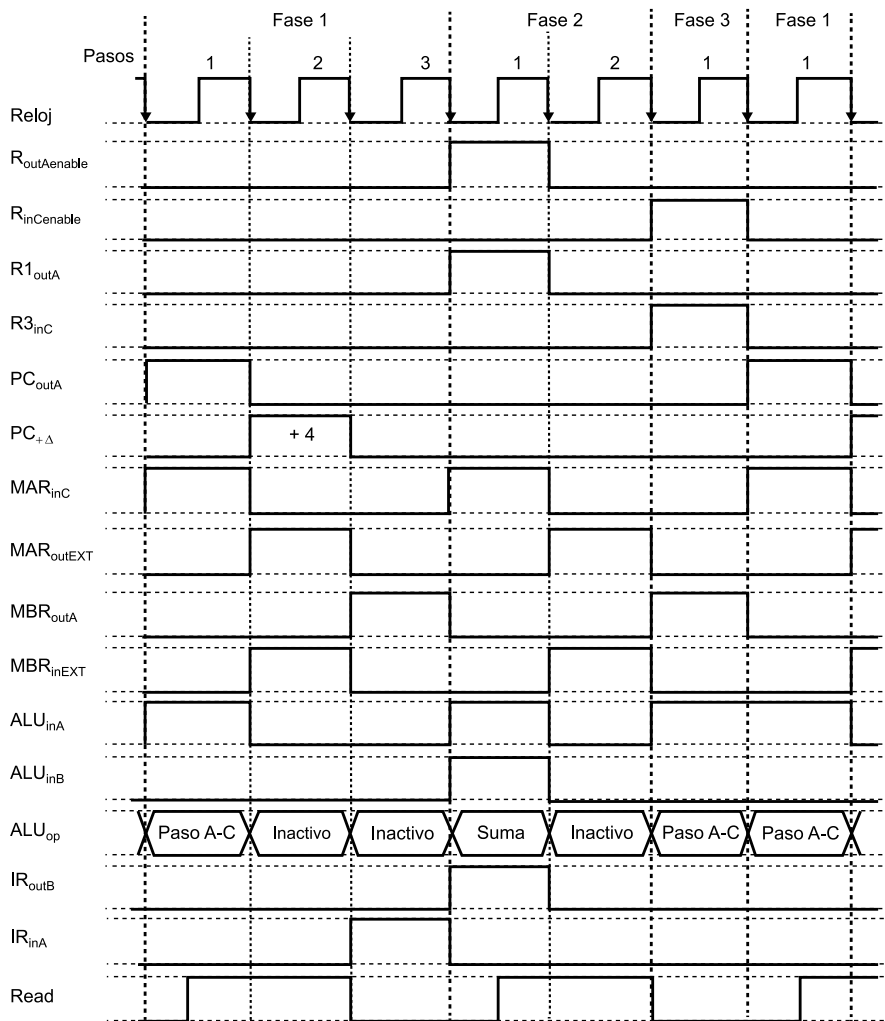 Fase 1 Fase 2 Fase 3 Fase 1
Pasos 1 2 3 1 2 1 1
Reloj
RoutAenable
RinCenable
R1outA
R3inC
PCoutA
PC+Δ + 4
MARinC
MARoutEXT
MBRoutA
MBRinEXT
ALUinA
ALUinB
ALUop Paso A-C Inactivo Inactivo Suma Inactivo Paso A-C Paso A-C
IRoutB
IRinA
Read